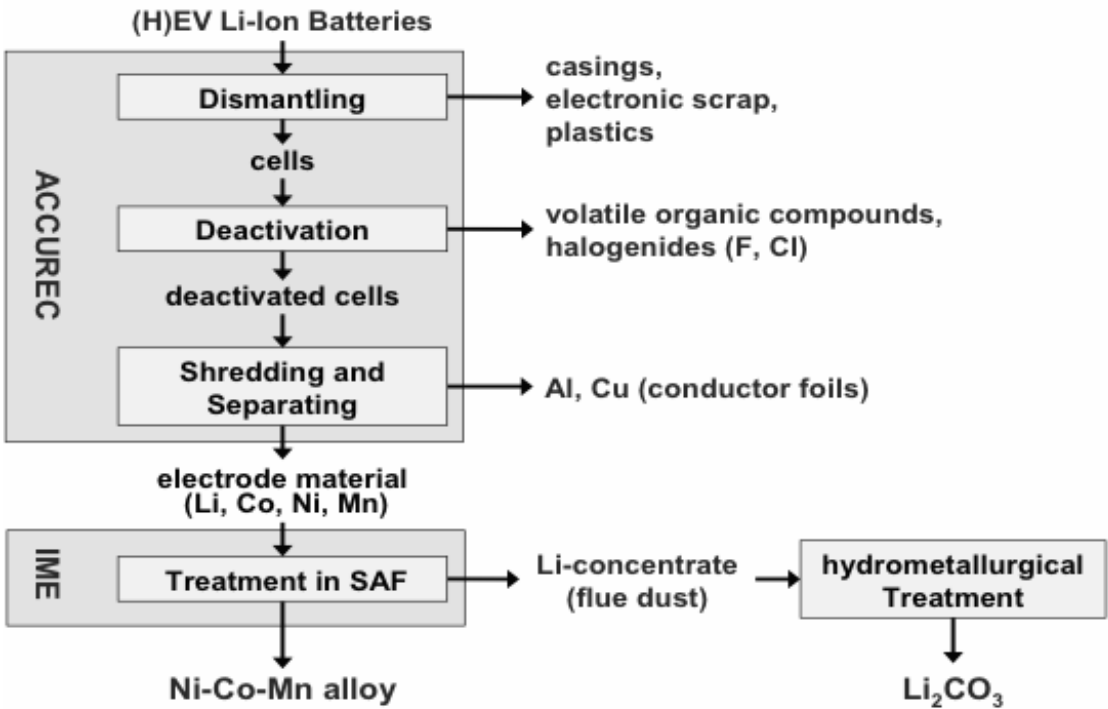 (H)EV Li-Ion Batteries
ACCUREC
Dismantling
casings,
electronic scrap,
plastics
cells
Deactivation
volatile organic compounds,
halogenides (F, Cl)
deactivated cells
Shredding and
Separating
Al, Cu (conductor foils)
electrode material
(Li, Co, Ni, Mn)
IME
Treatment in SAF
Li-concentrate
(flue dust)
hydrometallurgical
Treatment
Ni-Co-Mn alloy
Li₂CO₃